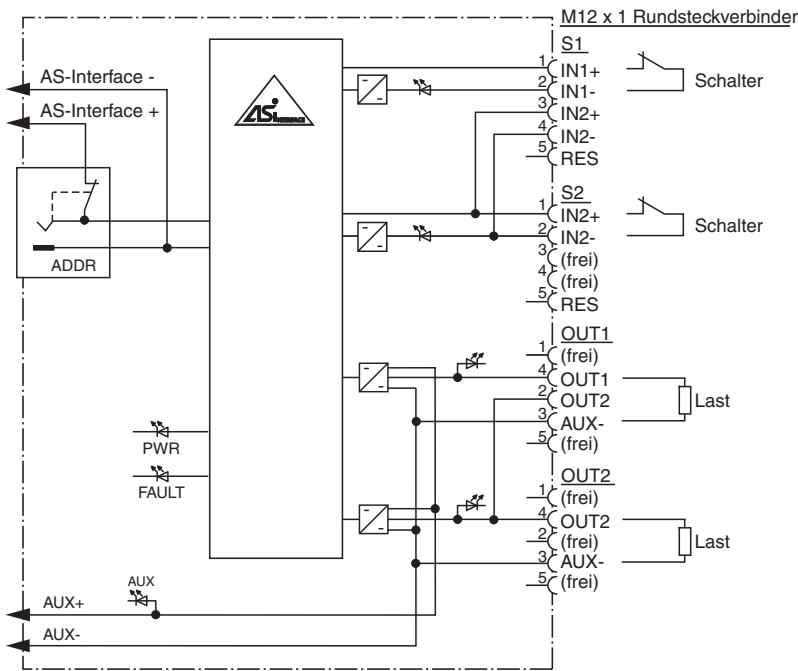 M12 x 1 Rundsteckverbinder
AS-Interface -
AS-Interface +
ADDR
ASi INTERFACE
PWR
FAULT
AUX
AUX+
AUX-
S1
1 IN1+
2 IN1-
3 IN2+
4 IN2-
5 RES
Schalter
S2
1 IN2+
2 IN2-
3 (frei)
4 (frei)
5 RES
Schalter
OUT1
1 (frei)
4 OUT1
2 OUT2
3 AUX-
5 (frei)
Last
OUT2
1 (frei)
4 OUT2
2 (frei)
3 AUX-
5 (frei)
Last